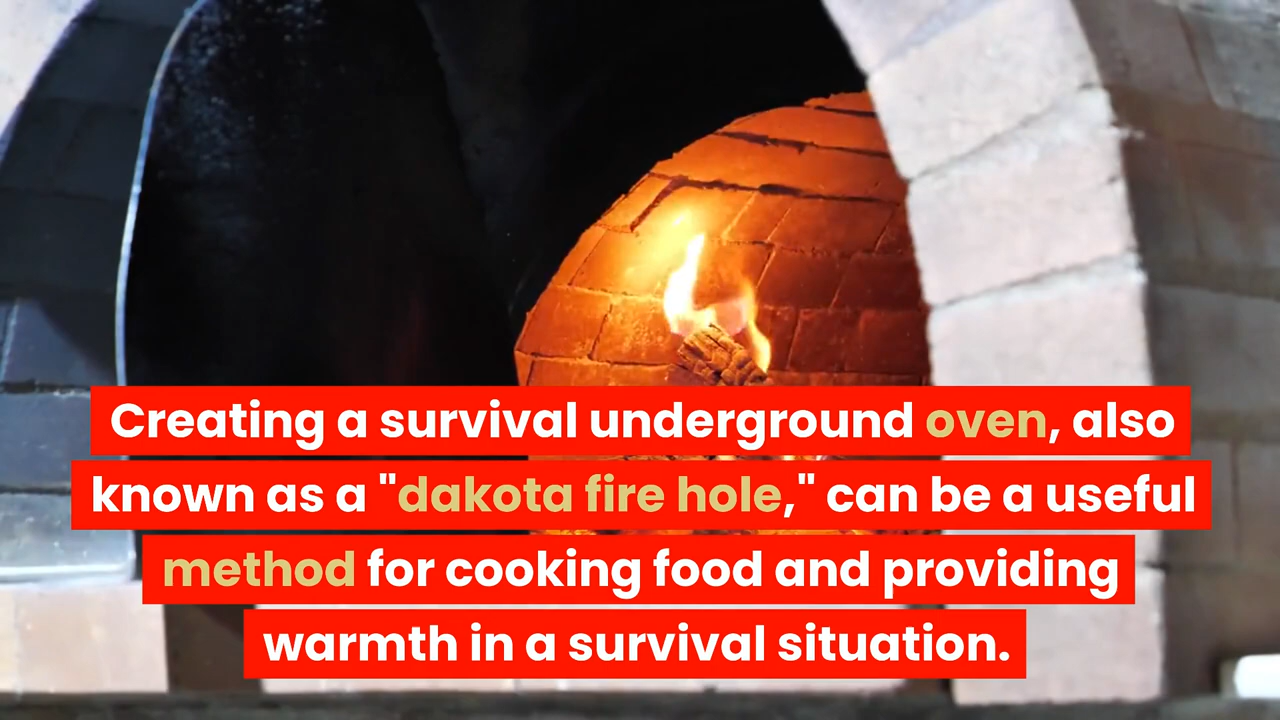 Creating a survival underground oven, also
known as a "dakota fire hole," can be a useful
method for cooking food and providing
warmth in a survival situation.